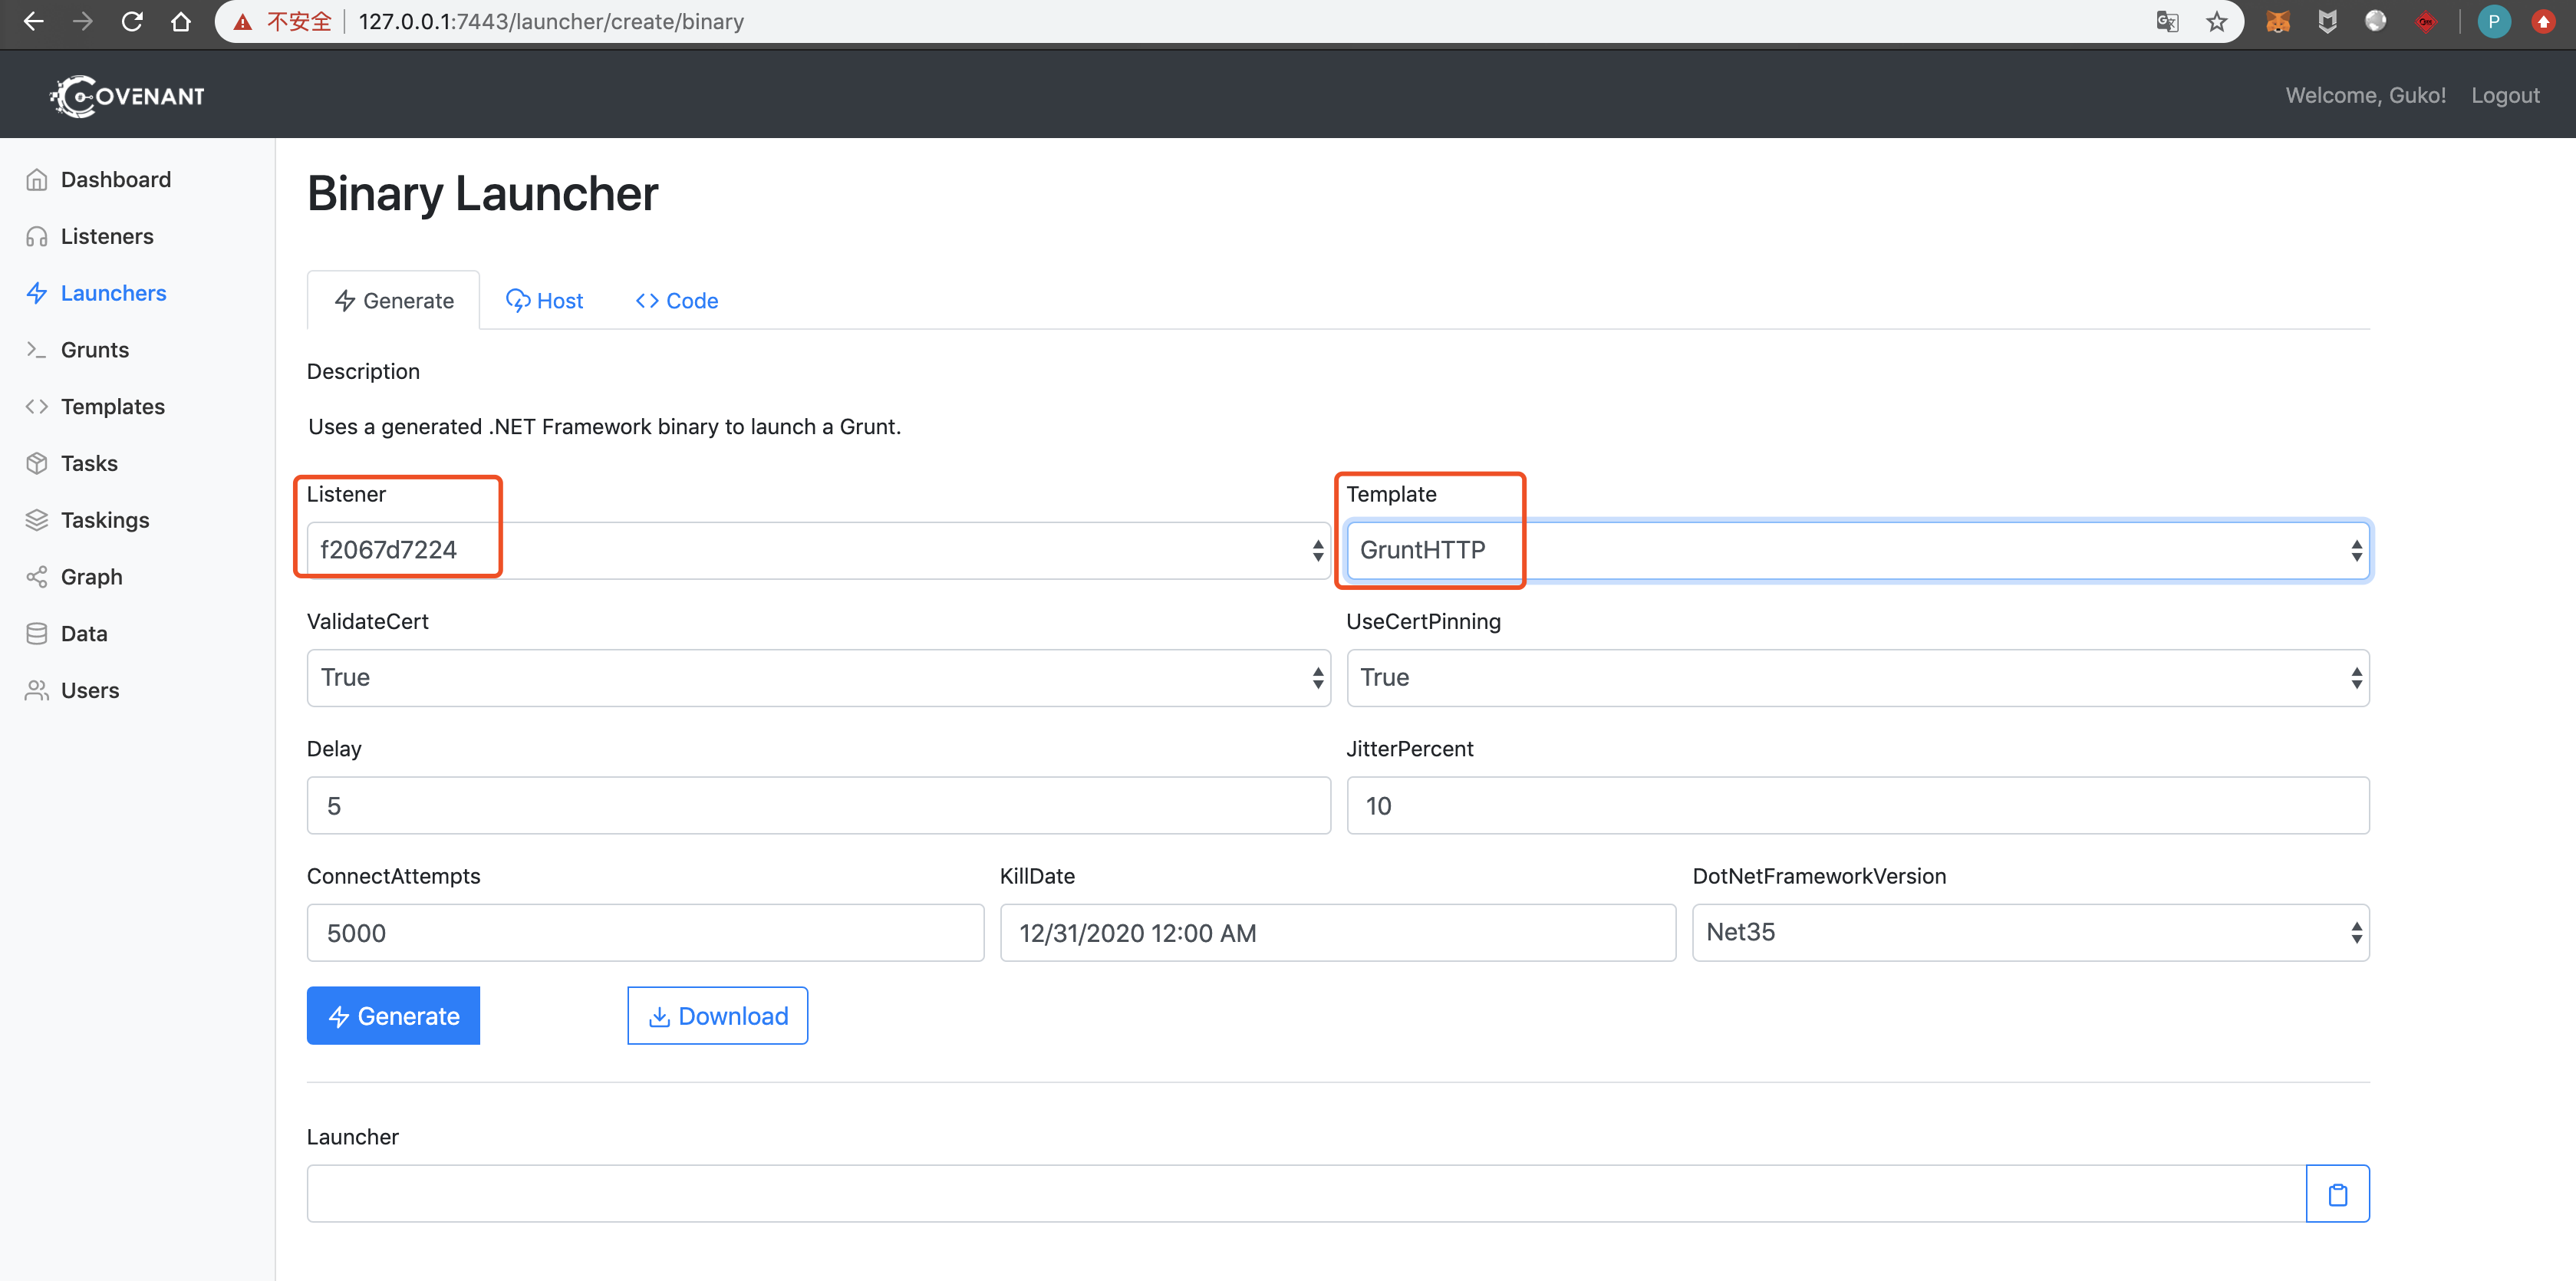 不安全 127.0.0.1:7443/launcher/create/binary P
COVENANT Welcome, Guko! Logout
Dashboard
Listeners
Launchers
Grunts
Templates
Tasks
Taskings
Graph
Data
Users
Binary Launcher
Generate Host Code
Description
Uses a generated .NET Framework binary to launch a Grunt.
Listener Template
f2067d7224 GruntHTTP
ValidateCert UseCertPinning
True True
Delay JitterPercent
5 10
ConnectAttempts KillDate DotNetFrameworkVersion
5000 12/31/2020 12:00 AM Net35
Generate Download
Launcher